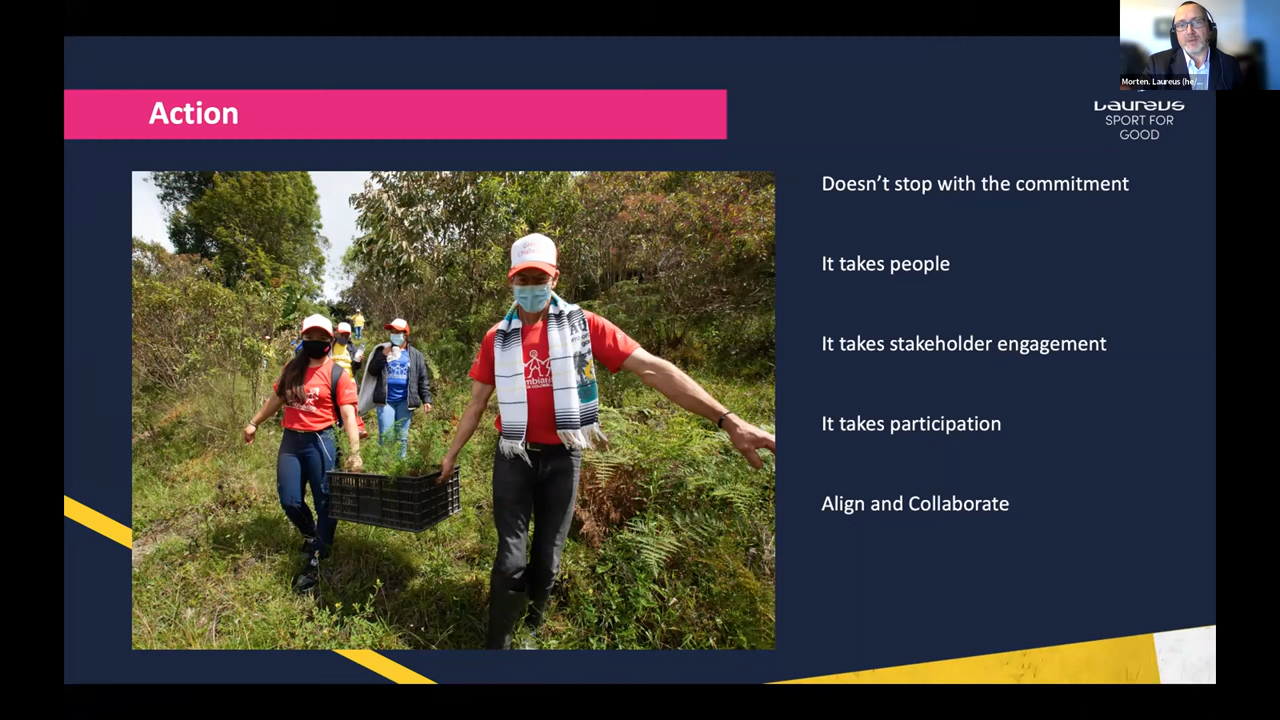 Morten. Laureus (he/...
Action
Laureus
SPORT FOR
GOOD
Doesn't stop with the commitment
It takes people
It takes stakeholder engagement
It takes participation
Align and Collaborate